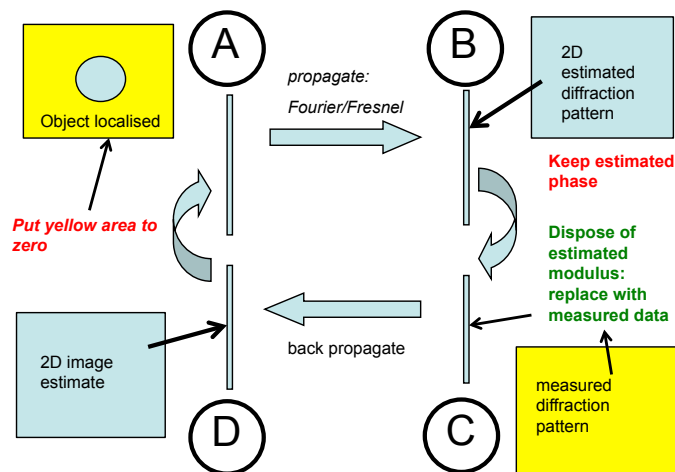 A
B
propagate:
Fourier/Fresnel
2D
estimated
diffraction
pattern
Object localised
Keep estimated
phase
Put yellow area to
zero
Dispose of
estimated
modulus:
replace with
measured data
2D image
estimate
back propagate
measured
diffraction
pattern
D
C